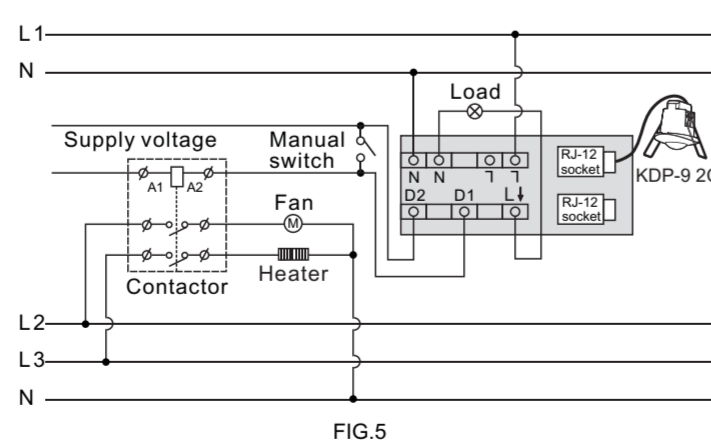 L1
N
Load
Supply voltage
Manual
switch
A1 A2
Fan
M
Heater
Contactor
N N L L
D2 D1 L↓
RJ-12
socket
RJ-12
socket
KDP-9 2C
L2
L3
N
FIG.5